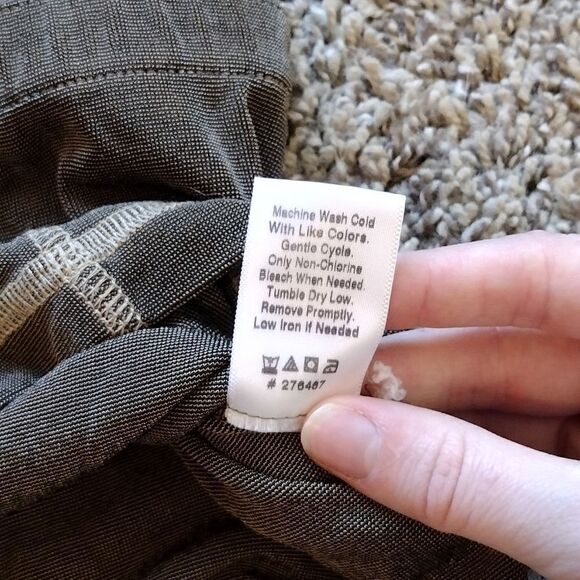 Machine Wash Cold
With Like Colors.
Gentle Cycle.
Only Non-Chlorine
Bleach When Needed.
Tumble Dry Low.
Remove Promptly.
Low Iron if Needed
# 276467